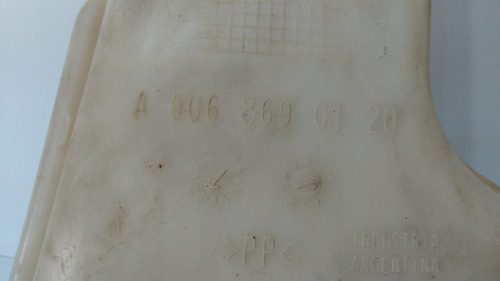 A 906 869 01 20
>PP<
INDUSTRIA
ARGENTINA